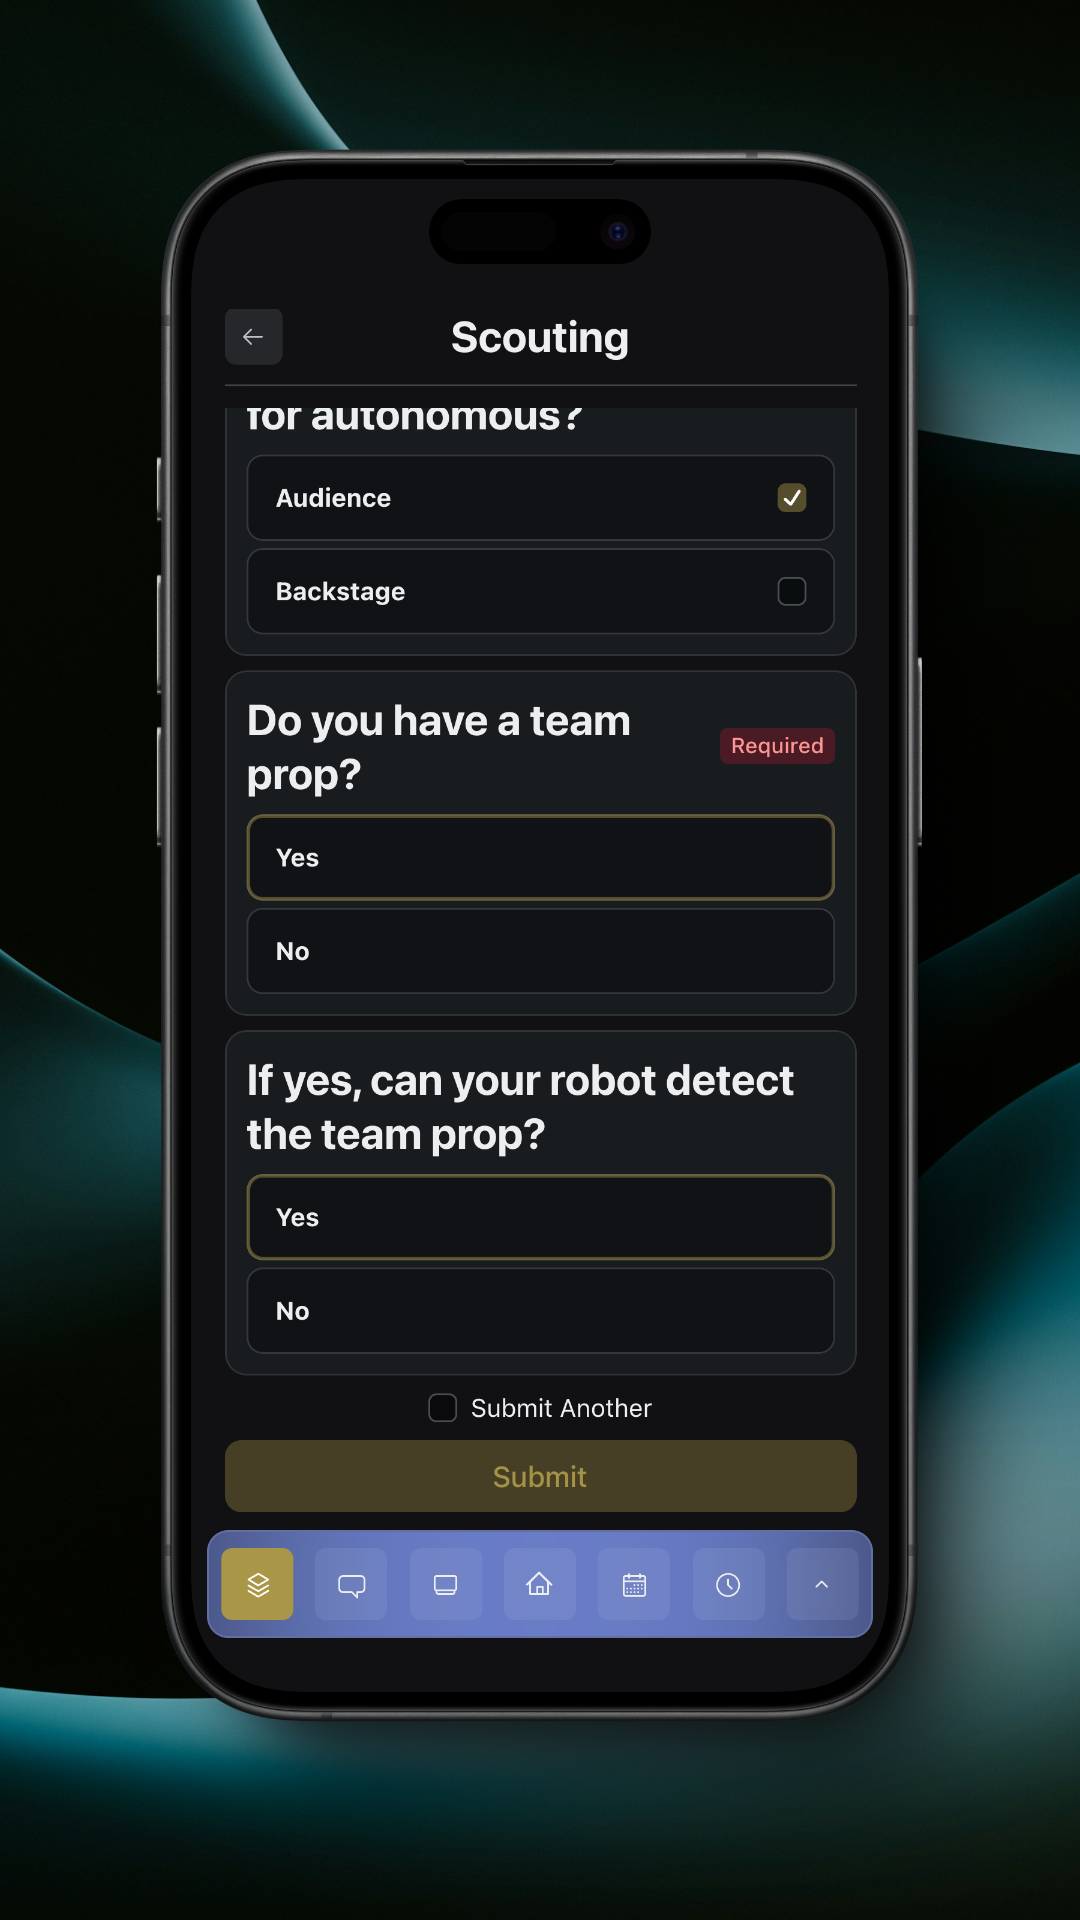 Scouting
for autonomous?
Audience
Backstage
Do you have a team
prop?
Required
Yes
No
If yes, can your robot detect
the team prop?
Yes
No
Submit Another
Submit